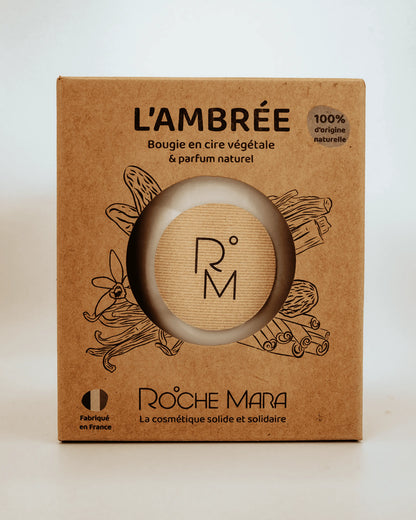 L'AMBRÉE
Bougie en cire végétale
& parfum naturel
100%
d'origine
naturelle
R°
M
Fabriqué
en France
ROCHE MARA
La cosmétique solide et solidaire